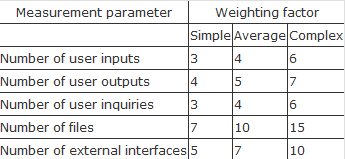 Measurement parameter Weighting factor
Simple Average Complex
Number of user inputs 3 4 6
Number of user outputs 4 5 7
Number of user inquiries 3 4 6
Number of files 7 10 15
Number of external interfaces 5 7 10